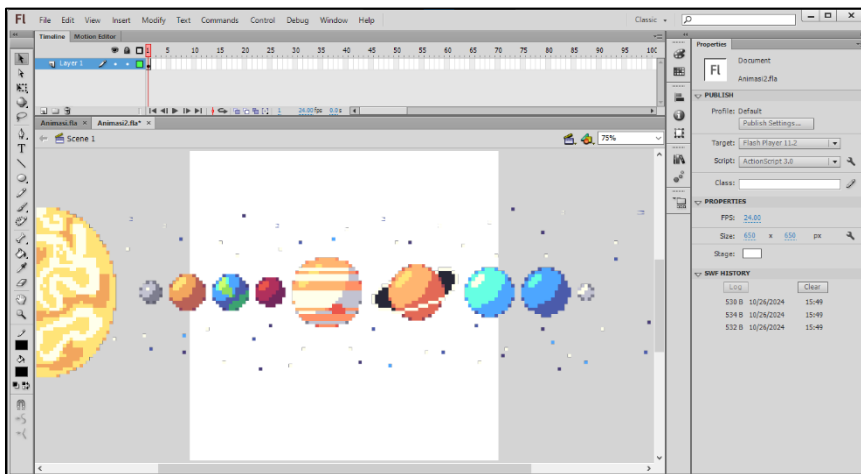 Fl File Edit View Insert Modify Text Commands Control Debug Window Help Classic
Timeline Motion Editor
1 5 10 15 20 25 30 35 40 45 50 55 60 65 70 75 80 85 90 95 100
Layer 1
1 24.00 fps 0.0 s
Animasi.fla × Animasi2.fla* ×
Scene 1 75%
T
Properties
Fl Document
Animasi2.fla
PUBLISH
Profile: Default
Publish Settings...
Target: Flash Player 11.2
Script: ActionScript 3.0
Class:
PROPERTIES
FPS: 24.00
Size: 650 x 650 px
Stage:
SWF HISTORY
Log Clear
538 B 10/26/2024 15:49
534 B 10/26/2024 15:49
532 B 10/26/2024 15:49